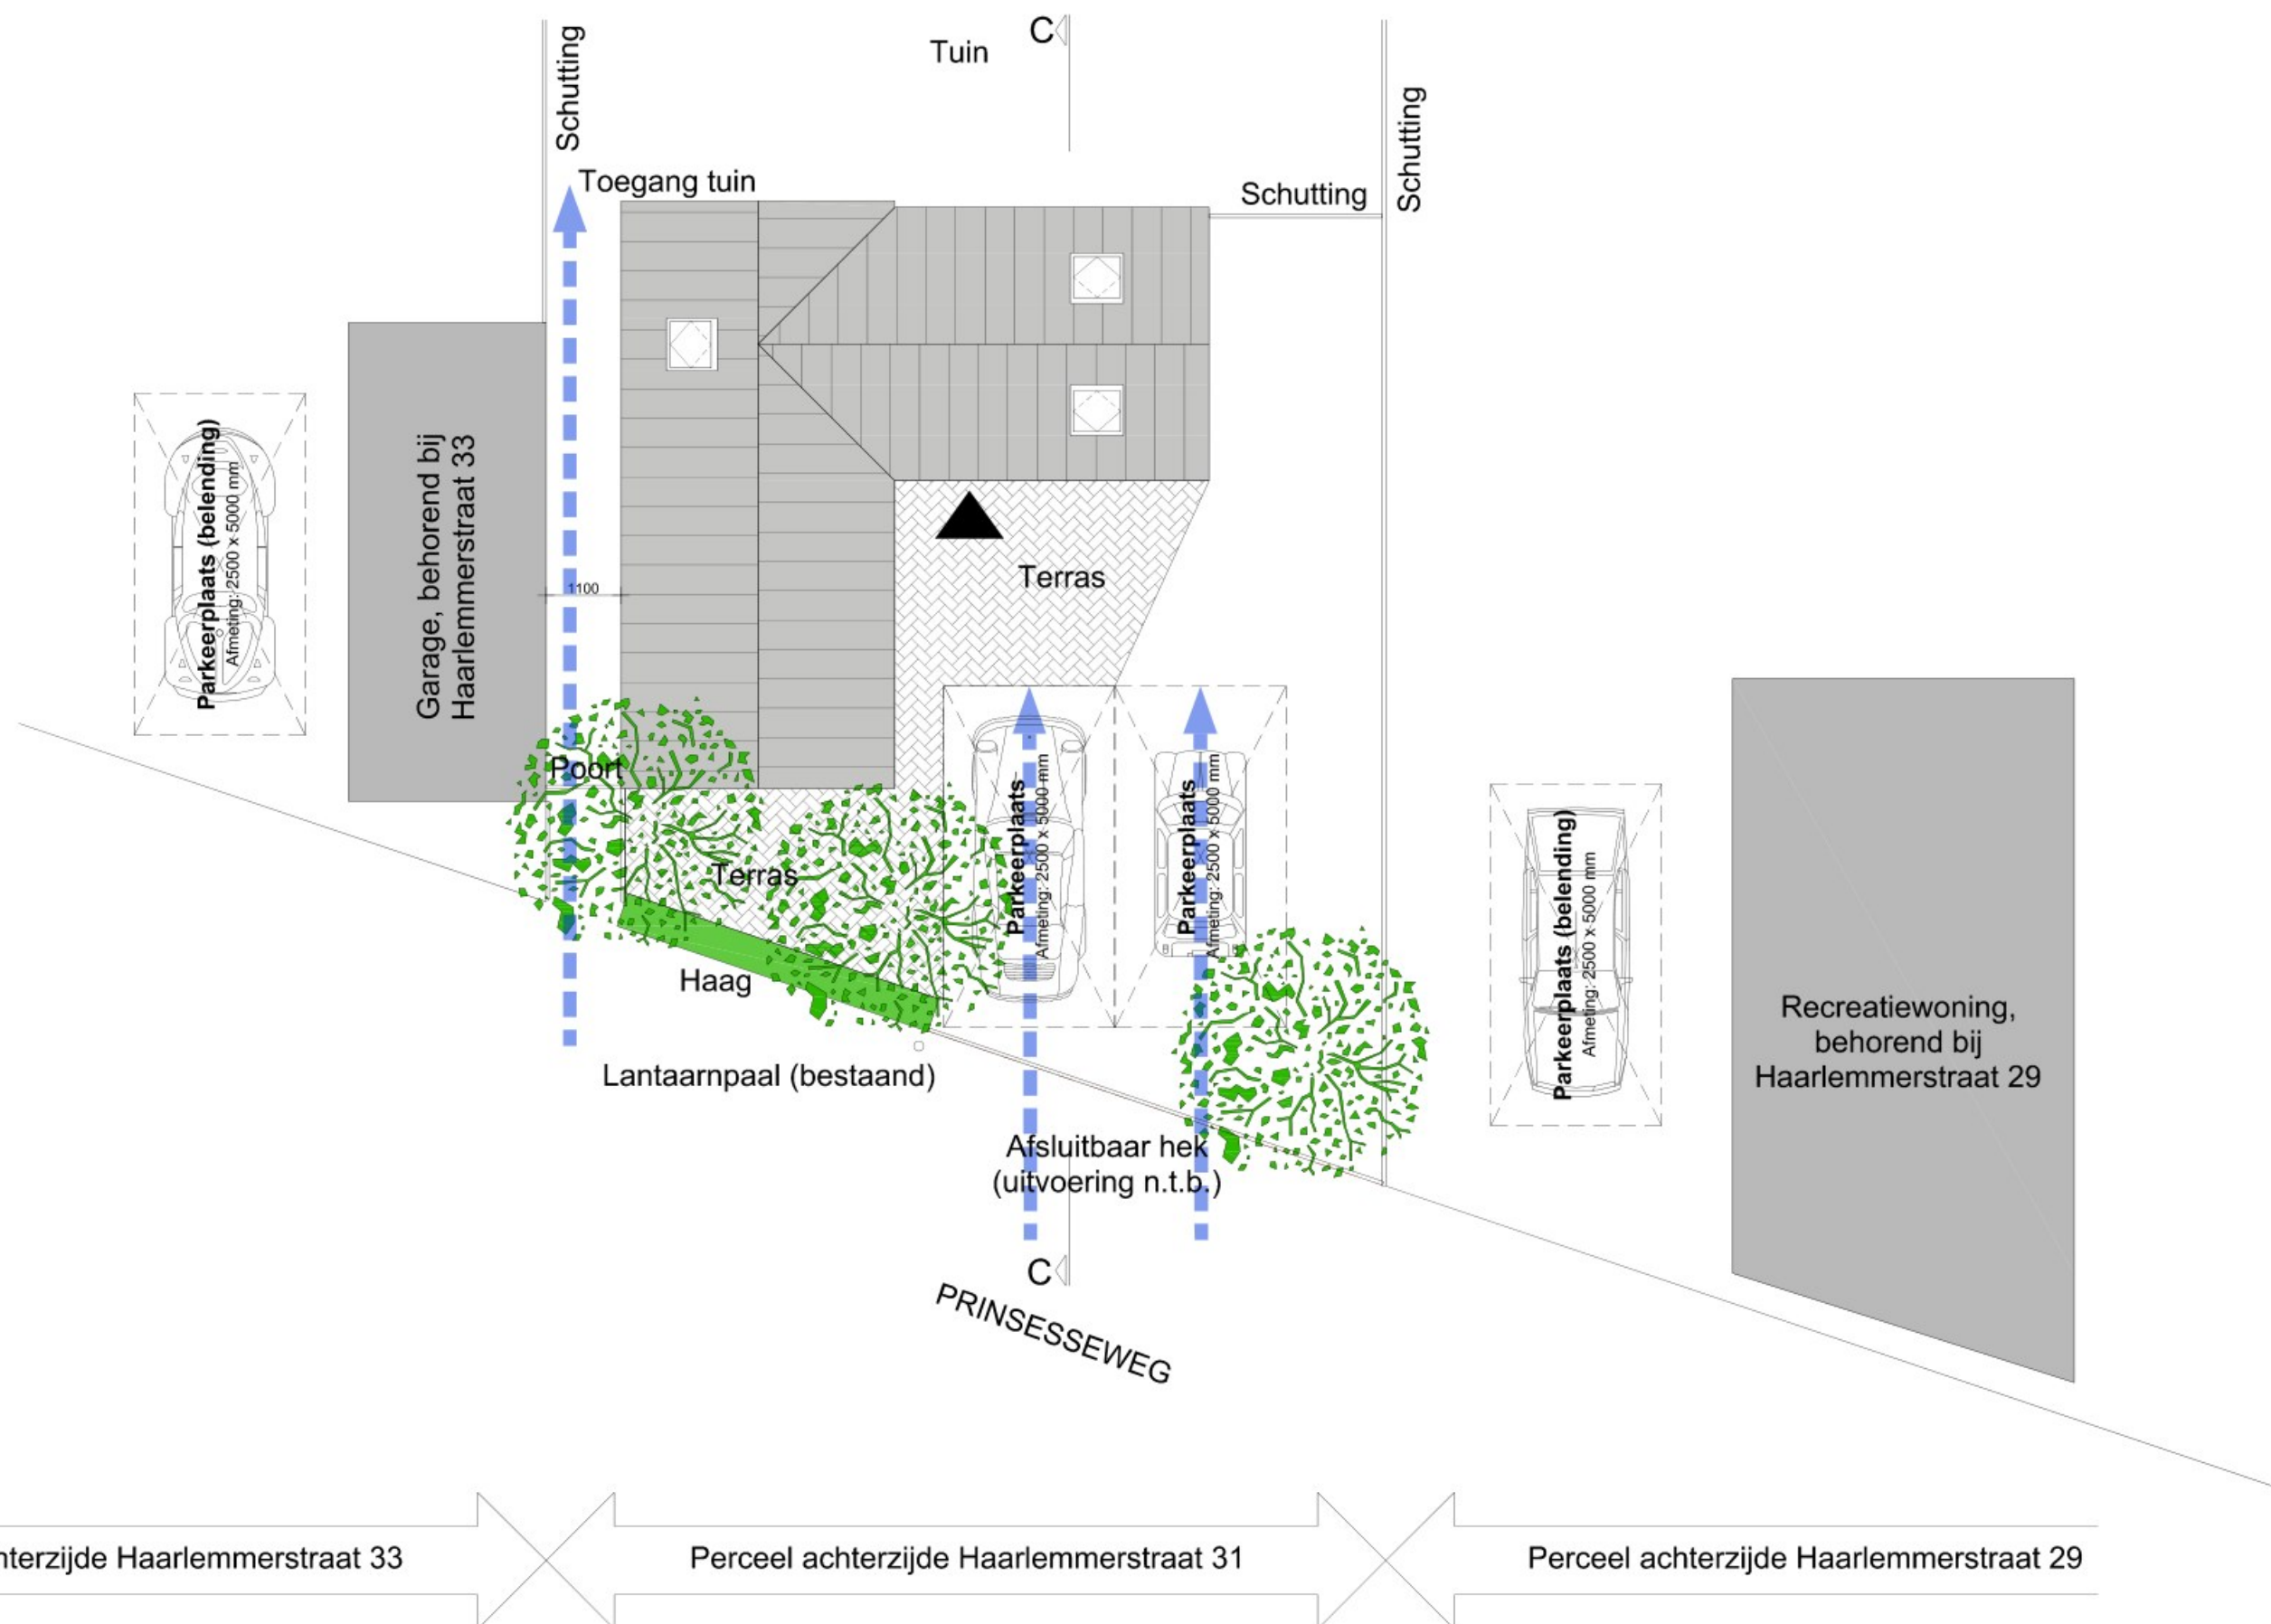 C
Tuin
Schutting
Schutting
Toegang tuin
Schutting
Parkeerplaats (belending)
Afmeting: 2500 x 5000 mm
Garage, behorend bij
Haarlemmerstraat 33
1100
Terras
Poort
Parkeerplaats
Afmeting: 2500 x 5000 mm
Parkeerplaats
Afmeting: 2500 x 5000 mm
Terras
Haag
Parkeerplaats (belending)
Afmeting: 2500 x 5000 mm
Recreatiewoning,
behorend bij
Haarlemmerstraat 29
Lantaarnpaal (bestaand)
Afsluitbaar hek
(uitvoering n.t.b.)
C
PRINSESSEWEG
hterzijde Haarlemmerstraat 33
Perceel achterzijde Haarlemmerstraat 31
Perceel achterzijde Haarlemmerstraat 29